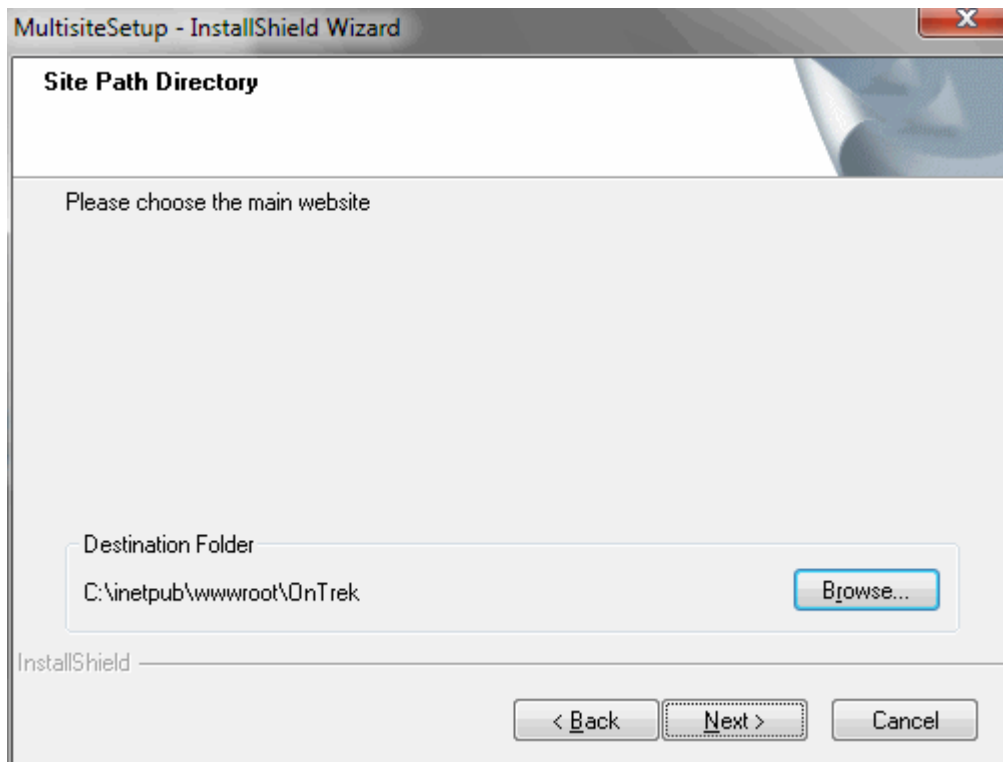 MultisiteSetup - InstallShield Wizard
Site Path Directory
Please choose the main website
Destination Folder
C:\inetpub\wwwroot\OnTrek
Browse...
InstallShield
< Back
Next >
Cancel